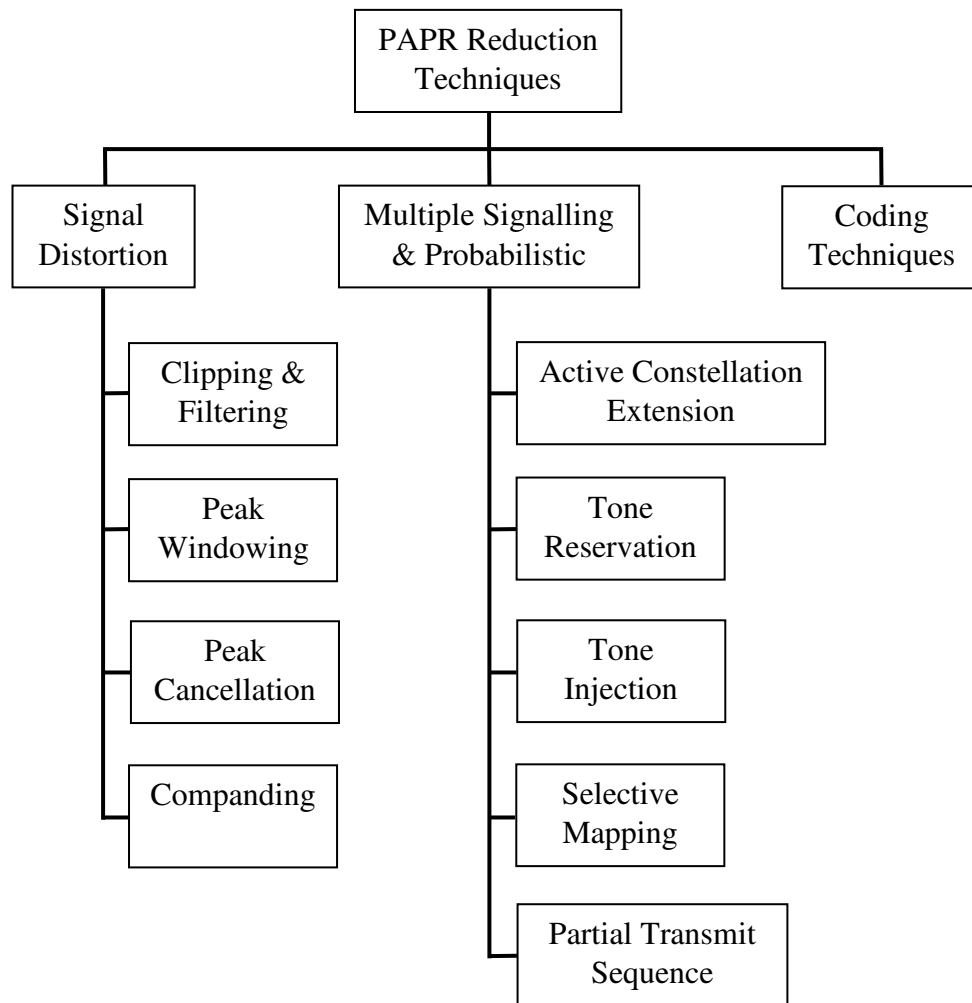 PAPR Reduction
Techniques
Signal
Distortion
Multiple Signalling
& Probabilistic
Coding
Techniques
Clipping &
Filtering
Peak
Windowing
Peak
Cancellation
Companding
Active Constellation
Extension
Tone
Reservation
Tone
Injection
Selective
Mapping
Partial Transmit
Sequence